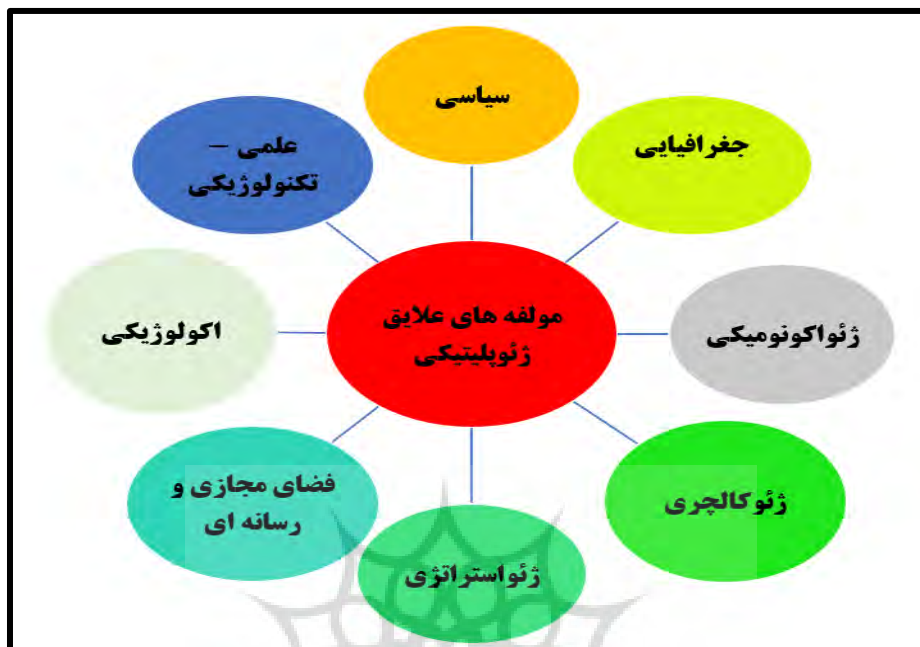 سیاسی
جغرافیایی
علمی –
تکنولوژیکی
مولفه های علایق
ژئوپلیتیکی
ژئواکونومیکی
اکولوژیکی
ژئوکالچری
فضای مجازی و
رسانه ای
ژئواستراتژی